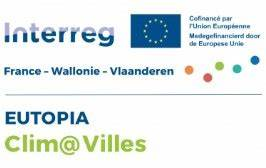 Interreg
Cofinancé par
l'Union Européenne
Medegefinancierd door
de Europese Unie
France – Wallonie – Vlaanderen
EUTOPIA
Clim@Villes